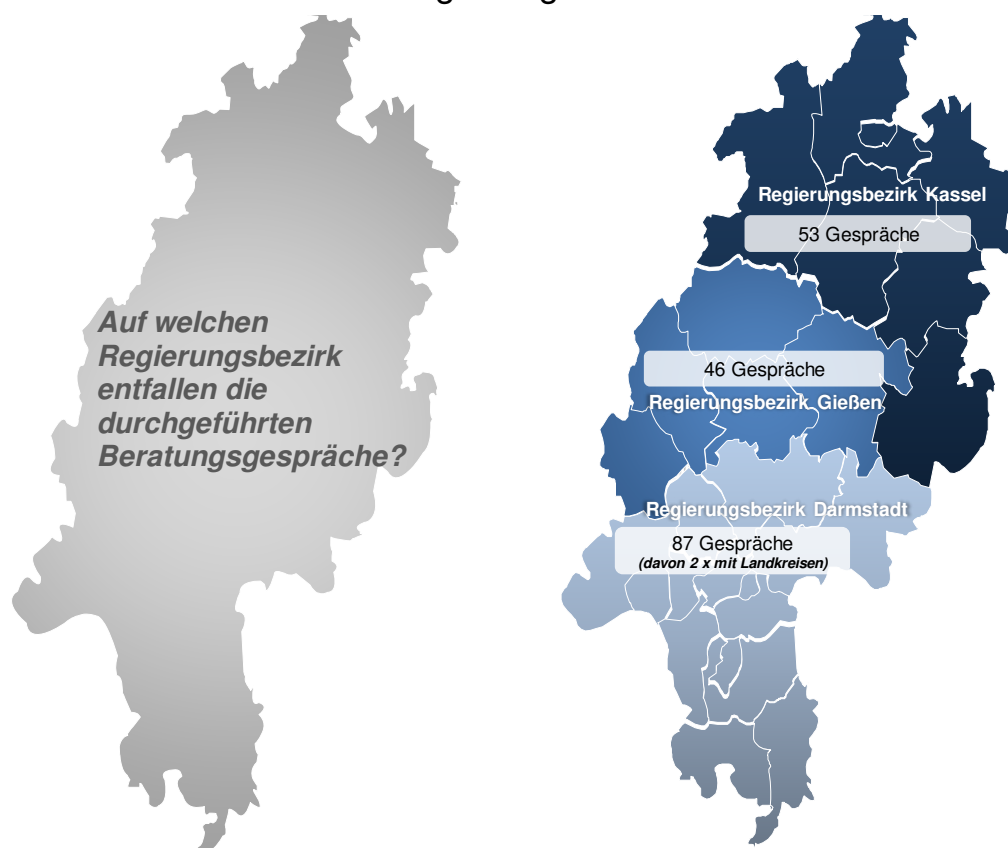 Auf welchen
Regierungsbezirk
entfallen die
durchgeführten
Beratungsgespräche?
Regierungsbezirk Kassel
53 Gespräche
46 Gespräche
Regierungsbezirk Gießen
Regierungsbezirk Darmstadt
87 Gespräche
(davon 2 x mit Landkreisen)